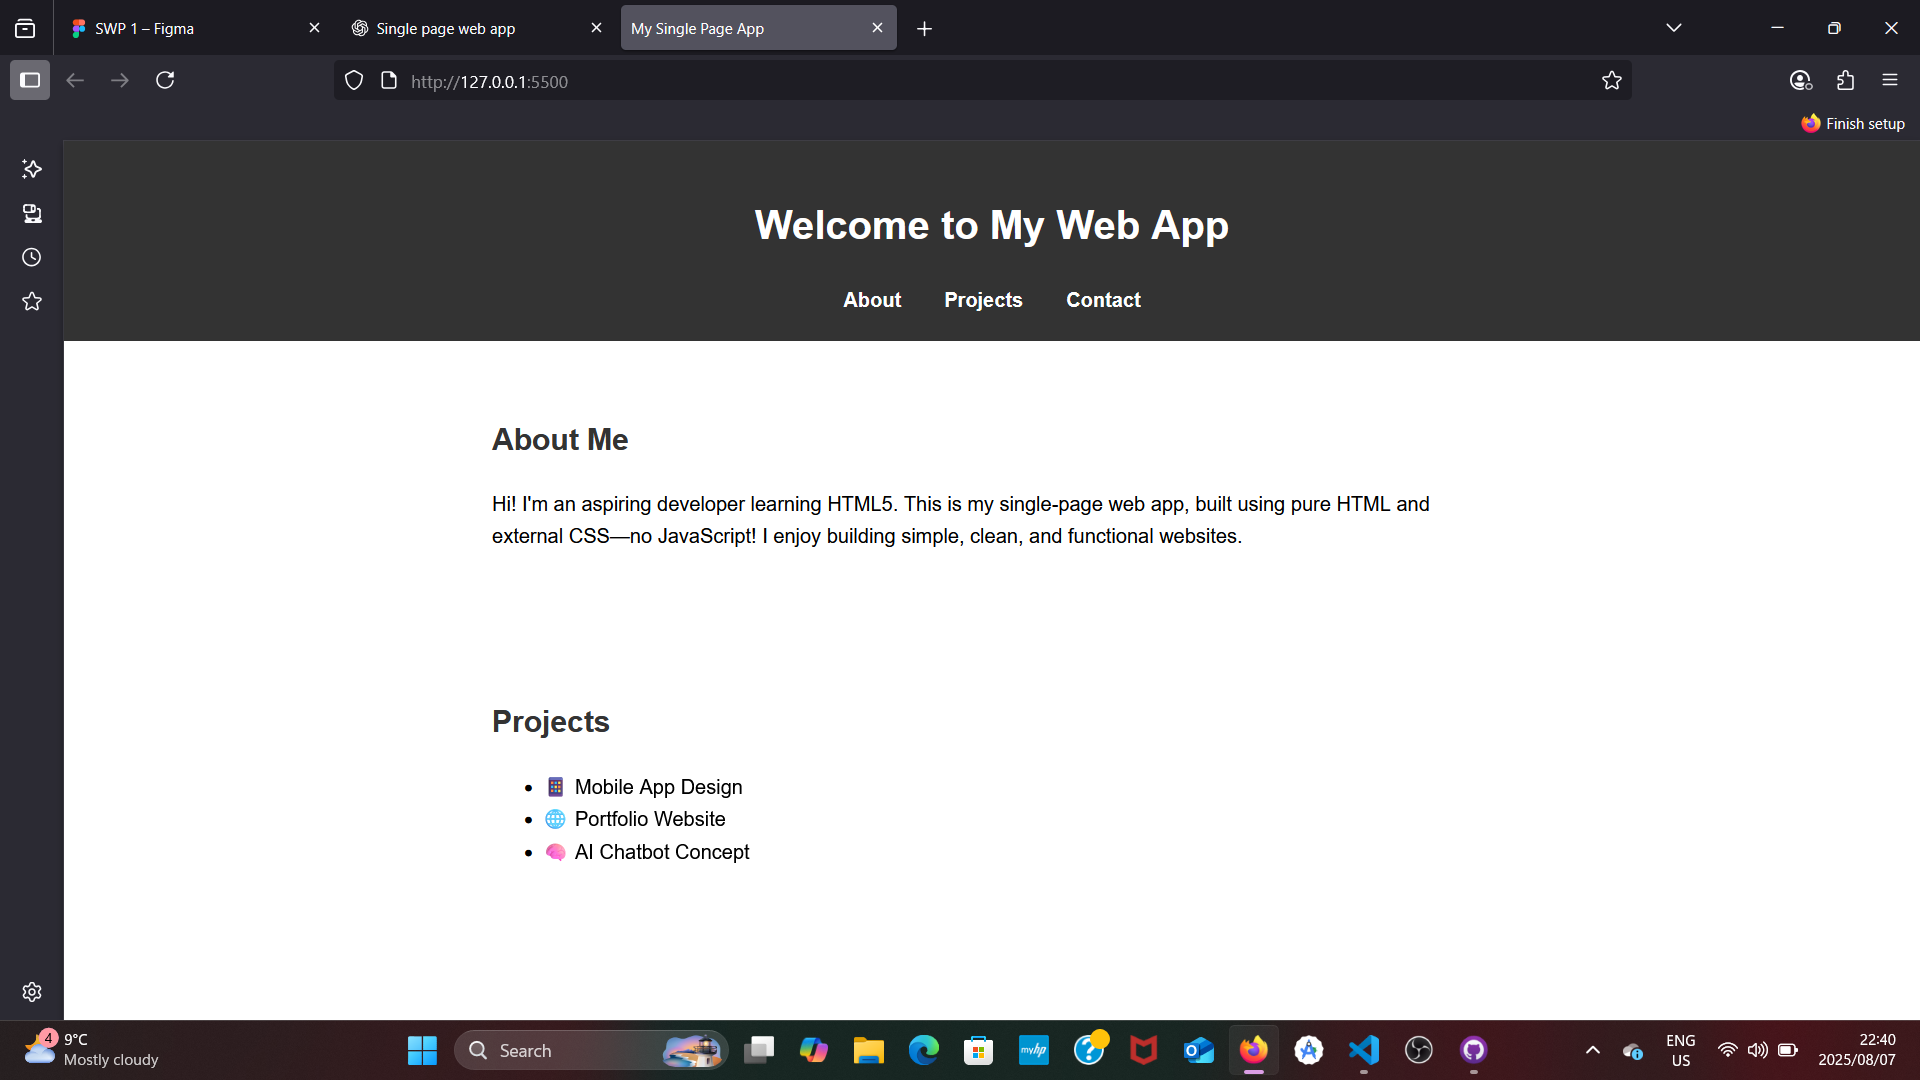 SWP 1 – Figma
Single page web app
My Single Page App
http://127.0.0.1:5500
Finish setup
Welcome to My Web App
About Projects Contact
About Me
Hi! I'm an aspiring developer learning HTML5. This is my single-page web app, built using pure HTML and
external CSS—no JavaScript! I enjoy building simple, clean, and functional websites.
Projects
• 📱 Mobile App Design
• 🌐 Portfolio Website
• 🧠 AI Chatbot Concept
4
9°C
Mostly cloudy
Search
myhp
ENG
US
22:40
2025/08/07